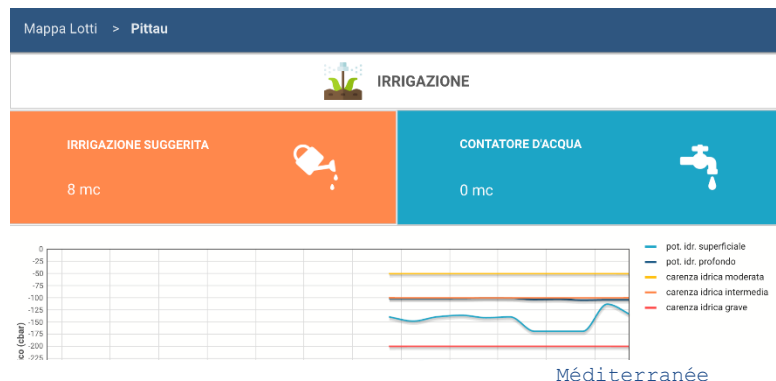 Mappa Lotti > Pittau
IRRIGAZIONE
IRRIGAZIONE SUGGERITA
8 mc
CONTATORE D'ACQUA
0 mc
0
-25
-50
-75
-100
-125
-150
-175
-200
-225
co (cbar)
pot. idr. superficiale
pot. idr. profondo
carenza idrica moderata
carenza idrica intermedia
carenza idrica grave
Méditerranée